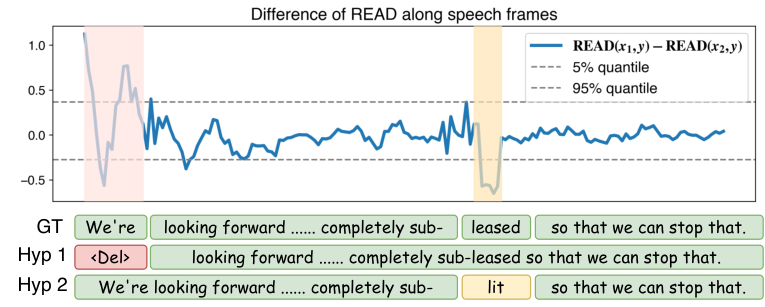 Difference of READ along speech frames
1.0
0.5
0.0
−0.5
READ(x₁,y) − READ(x₂,y)
5% quantile
95% quantile
GT We're looking forward ...... completely sub- leased so that we can stop that.
Hyp 1 <Del> looking forward ...... completely sub-leased so that we can stop that.
Hyp 2 We're looking forward ...... completely sub- lit so that we can stop that.